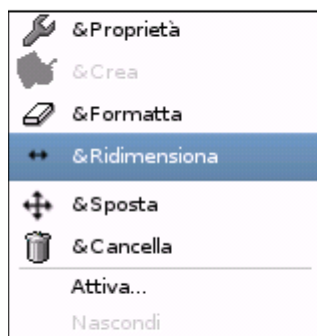 &Proprietà
&Crea
&Formatta
&Ridimensiona
&Sposta
&Cancella
Attiva...
Nascondi